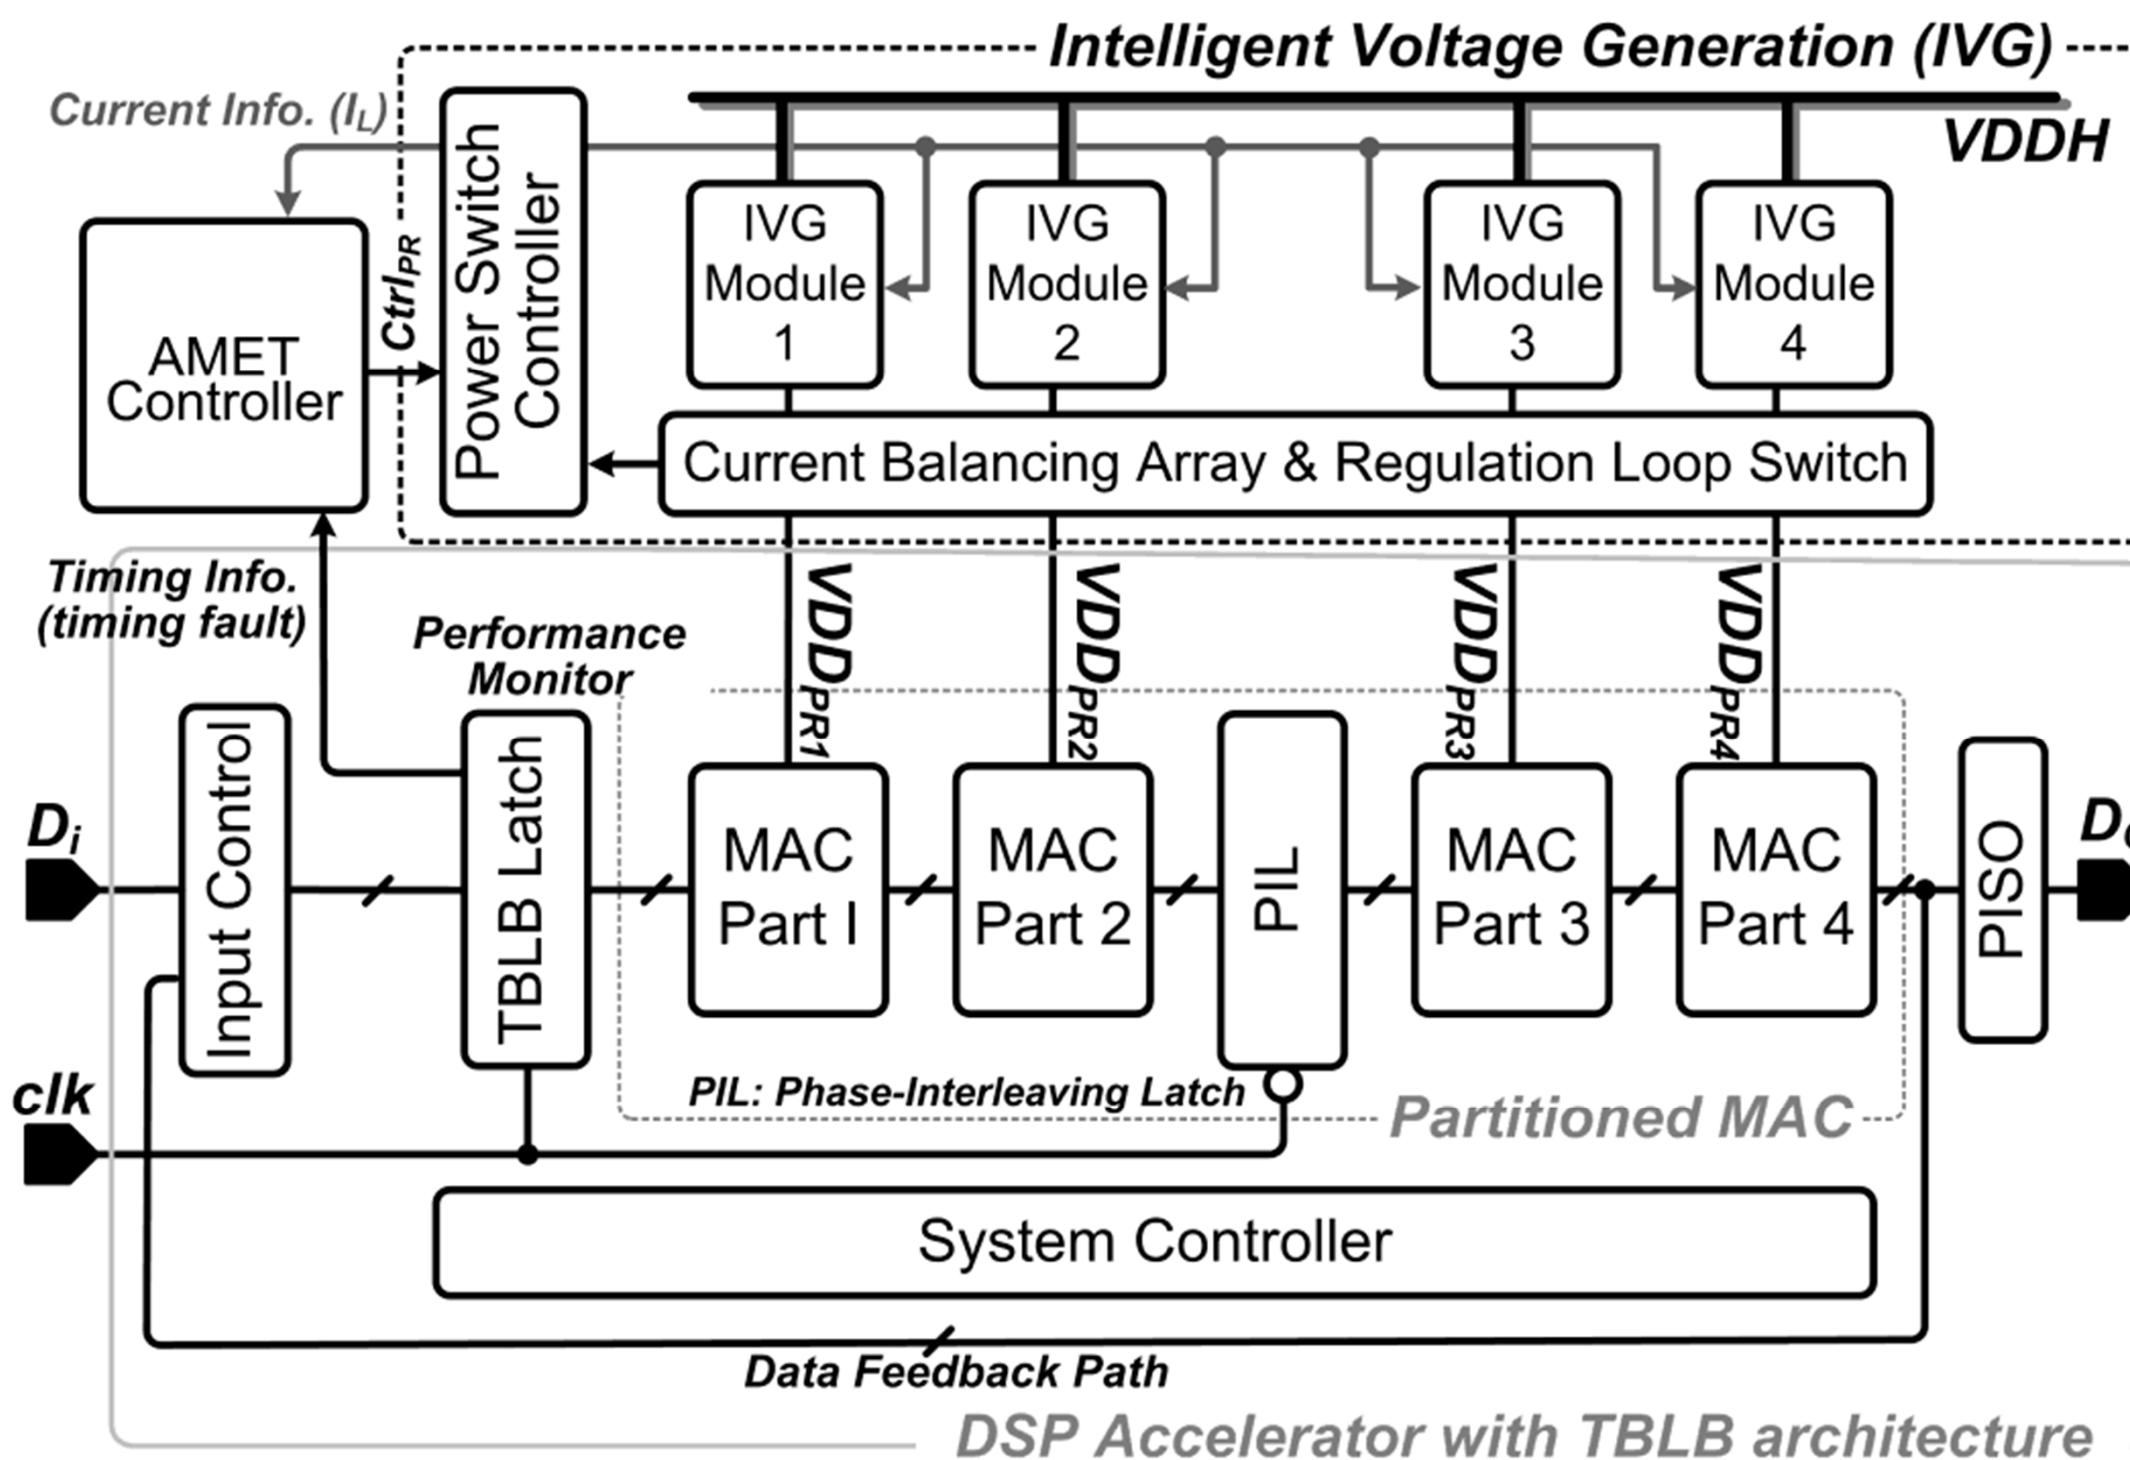 Intelligent Voltage Generation (IVG)
Current Info. (IL)
VDDH
Power Switch
Controller
IVG
Module
1
IVG
Module
2
IVG
Module
3
IVG
Module
4
AMET
Controller
CtrlPR
Current Balancing Array & Regulation Loop Switch
Timing Info.
(timing fault)
Performance
Monitor
VDDPR1
VDDPR2
VDDPR3
VDDPR4
Di
Input Control
TBLB Latch
MAC
Part I
MAC
Part 2
PIL
MAC
Part 3
MAC
Part 4
PISO
clk
PIL: Phase-Interleaving Latch
Partitioned MAC
System Controller
Data Feedback Path
DSP Accelerator with TBLB architecture